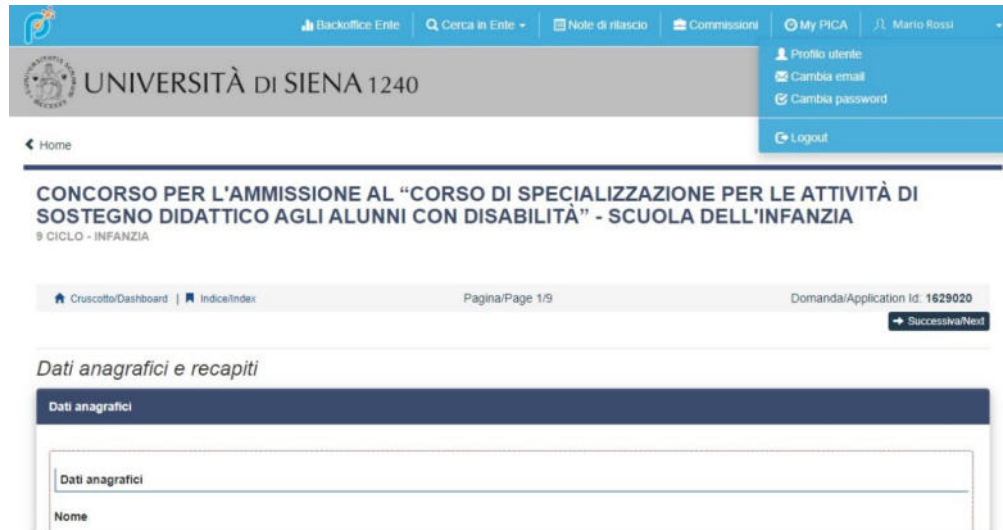 Backoffice Ente
Cerca in Ente
Note di rilascio
Commissioni
My PICA
Mario Rossi
Profilo utente
Cambia email
Cambia password
Logout
UNIVERSITÀ DI SIENA 1240
Home
CONCORSO PER L'AMMISSIONE AL “CORSO DI SPECIALIZZAZIONE PER LE ATTIVITÀ DI
SOSTEGNO DIDATTICO AGLI ALUNNI CON DISABILITÀ” - SCUOLA DELL'INFANZIA
9 CICLO - INFANZIA
Cruscotto/Dashboard | Indice/Index
Pagina/Page 1/9
Domanda/Application Id: 1629020
Successiva/Next
Dati anagrafici e recapiti
Dati anagrafici
Dati anagrafici
Nome